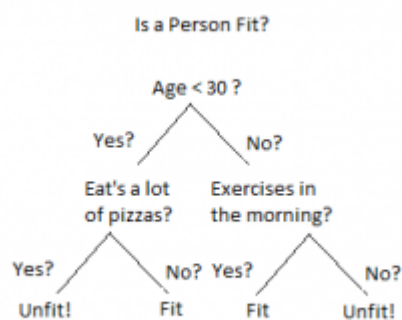 Is a Person Fit?
Age < 30 ?
Yes?
No?
Eat's a lot
of pizzas?
Exercises in
the morning?
Yes?
No?
Yes?
No?
Unfit!
Fit
Fit
Unfit!